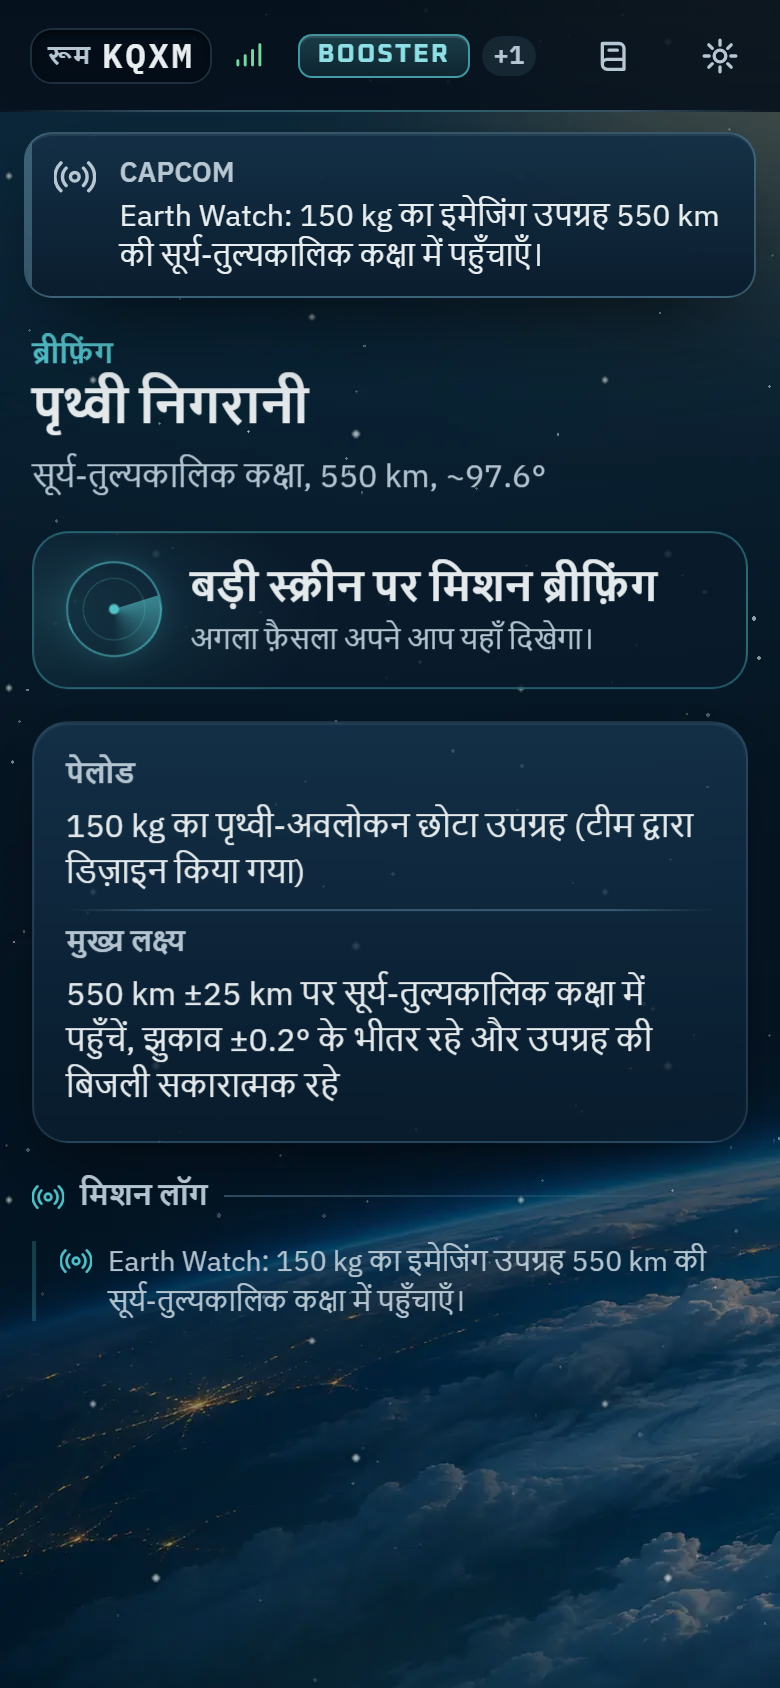 रूम KQXM BOOSTER +1
CAPCOM
Earth Watch: 150 kg का इमेजिंग उपग्रह 550 km
की सूर्य-तुल्यकालिक कक्षा में पहुँचाएँ।
ब्रीफ़िंग
पृथ्वी निगरानी
सूर्य-तुल्यकालिक कक्षा, 550 km, ~97.6°
बड़ी स्क्रीन पर मिशन ब्रीफ़िंग
अगला फ़ैसला अपने आप यहाँ दिखेगा।
पेलोड
150 kg का पृथ्वी-अवलोकन छोटा उपग्रह (टीम द्वारा
डिज़ाइन किया गया)
मुख्य लक्ष्य
550 km ±25 km पर सूर्य-तुल्यकालिक कक्षा में
पहुँचें, झुकाव ±0.2° के भीतर रहे और उपग्रह की
बिजली सकारात्मक रहे
मिशन लॉग
Earth Watch: 150 kg का इमेजिंग उपग्रह 550 km की
सूर्य-तुल्यकालिक कक्षा में पहुँचाएँ।